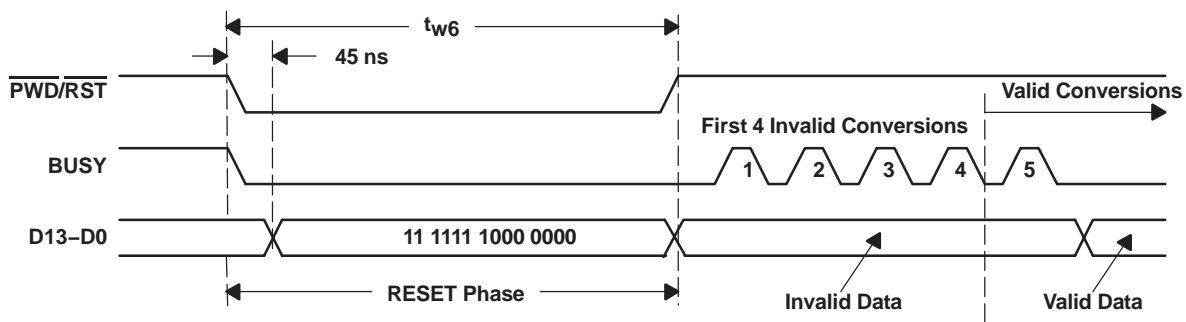 tw6
45 ns
PWD/RST
Valid Conversions
First 4 Invalid Conversions
BUSY
1 2 3 4 5
D13–D0
11 1111 1000 0000
RESET Phase
Invalid Data
Valid Data